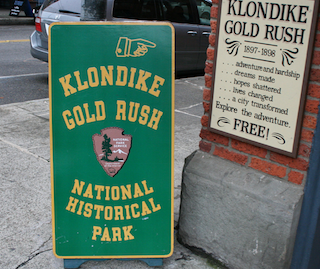 KLONDIKE
GOLD RUSH
NATIONAL
HISTORICAL
PARK
KLONDIKE
GOLD RUSH
1897-1898
...adventure and hardship
...dreams made
...hopes shattered
...lives changed
...a city transformed
Explore the adventure.
FREE!